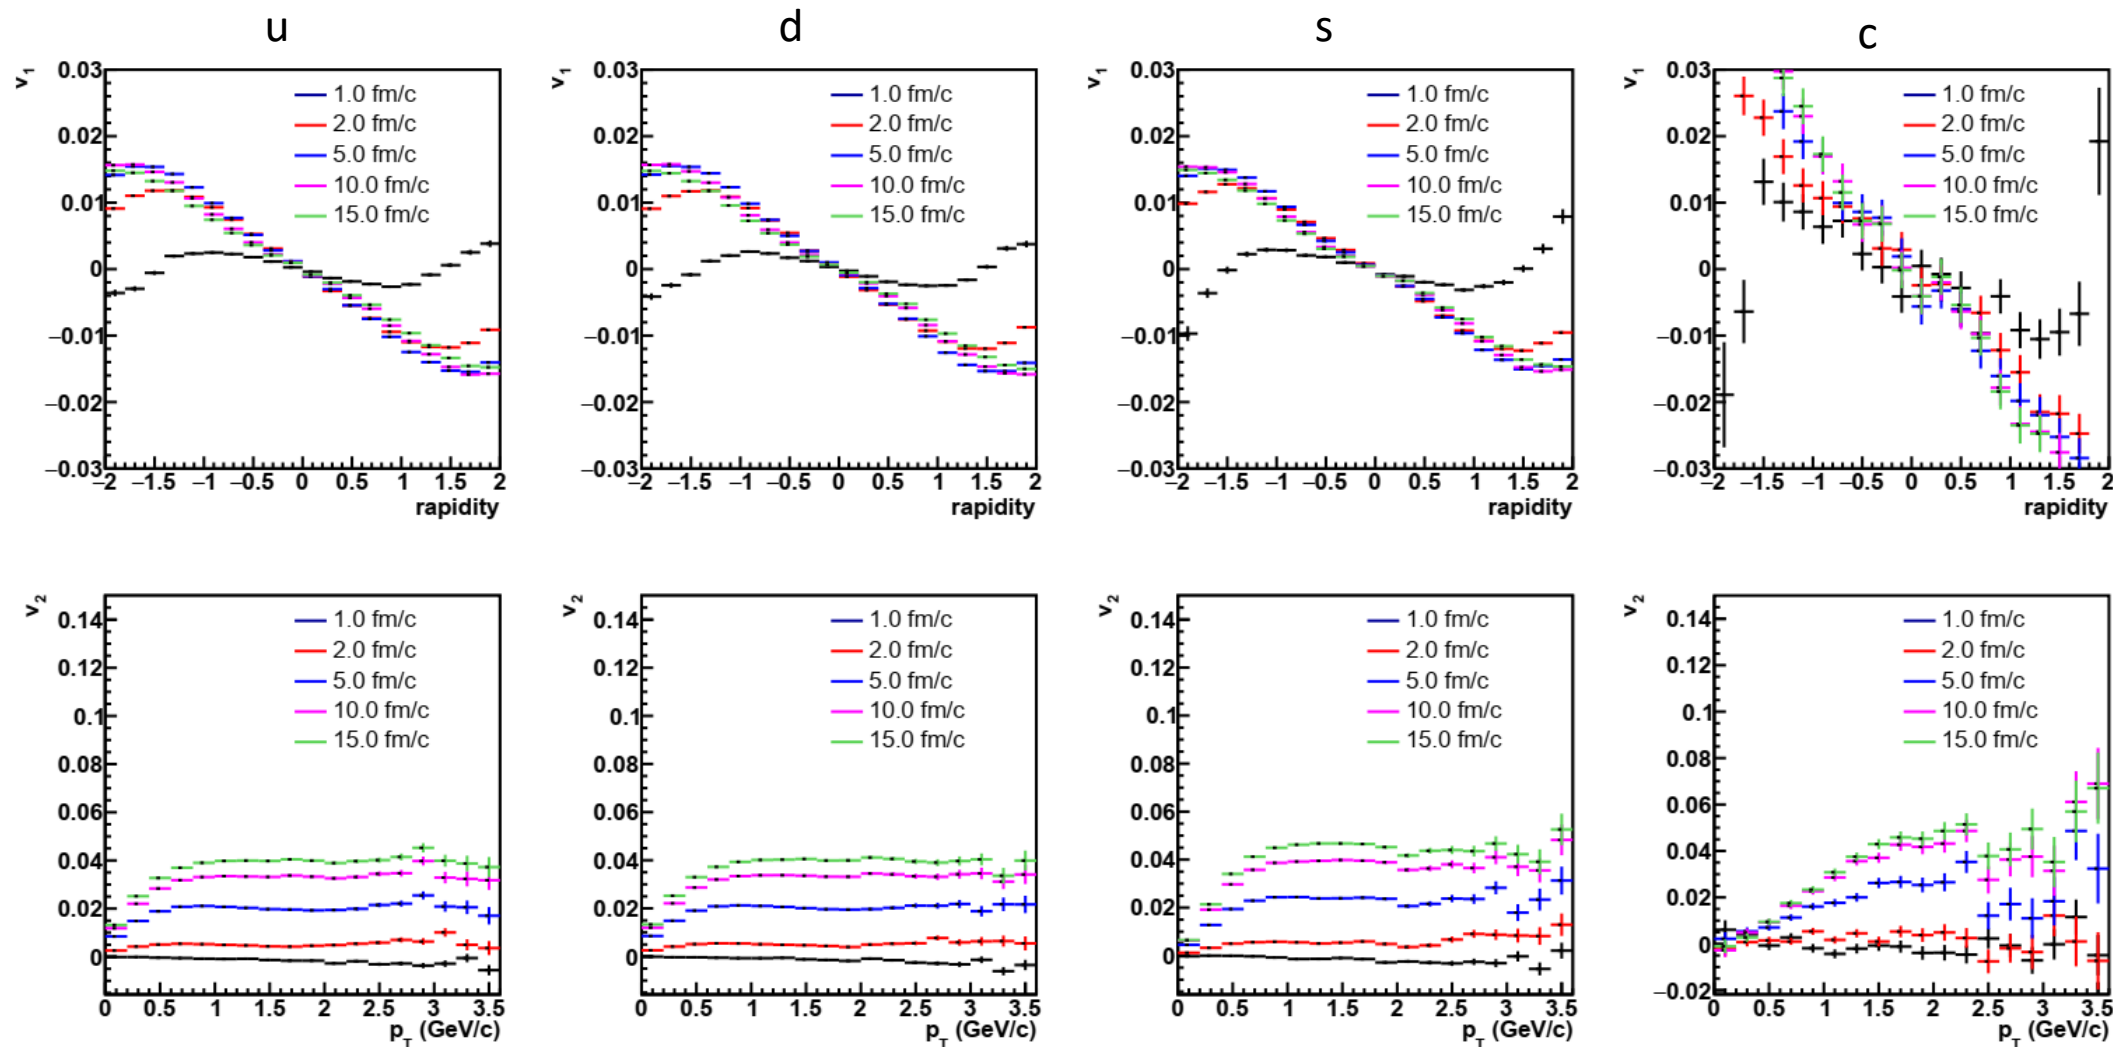 u d s c
v1 v1 v1 v1
0.03 0.03 0.03 0.03
1.0 fm/c 1.0 fm/c 1.0 fm/c 1.0 fm/c
2.0 fm/c 2.0 fm/c 2.0 fm/c 2.0 fm/c
0.02 0.02 0.02 0.02
5.0 fm/c 5.0 fm/c 5.0 fm/c 5.0 fm/c
10.0 fm/c 10.0 fm/c 10.0 fm/c 10.0 fm/c
0.01 0.01 0.01 0.01
15.0 fm/c 15.0 fm/c 15.0 fm/c 15.0 fm/c
0 0 0 0
−0.01 −0.01 −0.01 −0.01
−0.02 −0.02 −0.02 −0.02
−0.03 −0.03 −0.03 −0.03
−2 −1.5 −1 −0.5 0 0.5 1 1.5 2 −2 −1.5 −1 −0.5 0 0.5 1 1.5 2 −2 −1.5 −1 −0.5 0 0.5 1 1.5 2 −2 −1.5 −1 −0.5 0 0.5 1 1.5 2
rapidity rapidity rapidity rapidity
v2 v2 v2 v2
0.14 1.0 fm/c 0.14 1.0 fm/c 0.14 1.0 fm/c 0.14 1.0 fm/c
2.0 fm/c 2.0 fm/c 2.0 fm/c 2.0 fm/c
0.12 5.0 fm/c 0.12 5.0 fm/c 0.12 5.0 fm/c 0.12 5.0 fm/c
0.1 10.0 fm/c 0.1 10.0 fm/c 0.1 10.0 fm/c 0.1 10.0 fm/c
15.0 fm/c 15.0 fm/c 15.0 fm/c 15.0 fm/c
0.08 0.08 0.08 0.08
0.06 0.06 0.06 0.06
0.04 0.04 0.04 0.04
0.02 0.02 0.02 0.02
0 0 0 0
−0.02
0 0.5 1 1.5 2 2.5 3 3.5 0 0.5 1 1.5 2 2.5 3 3.5 0 0.5 1 1.5 2 2.5 3 3.5 0 0.5 1 1.5 2 2.5 3 3.5
pT (GeV/c) pT (GeV/c) pT (GeV/c) pT (GeV/c)